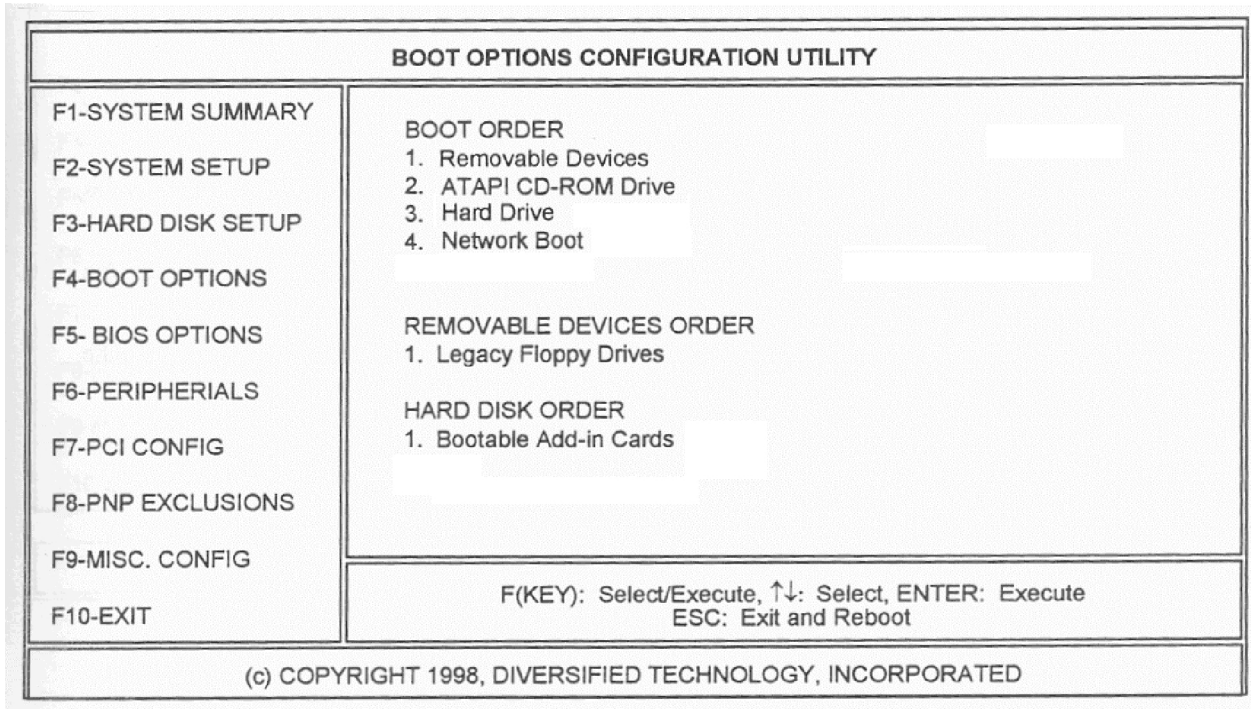 BOOT OPTIONS CONFIGURATION UTILITY
F1-SYSTEM SUMMARY
F2-SYSTEM SETUP
F3-HARD DISK SETUP
F4-BOOT OPTIONS
F5- BIOS OPTIONS
F6-PERIPHERIALS
F7-PCI CONFIG
F8-PNP EXCLUSIONS
F9-MISC. CONFIG
F10-EXIT
BOOT ORDER
1. Removable Devices
2. ATAPI CD-ROM Drive
3. Hard Drive
4. Network Boot
REMOVABLE DEVICES ORDER
1. Legacy Floppy Drives
HARD DISK ORDER
1. Bootable Add-in Cards
F(KEY): Select/Execute, ↑↓: Select, ENTER: Execute
ESC: Exit and Reboot
(c) COPYRIGHT 1998, DIVERSIFIED TECHNOLOGY, INCORPORATED